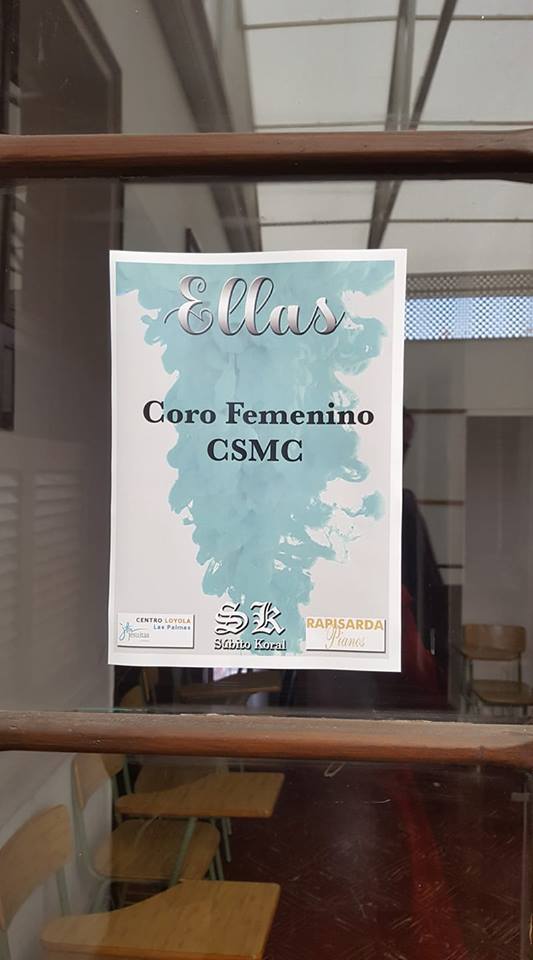 Ellas
Coro Femenino
CSMC
CENTRO LOYOLA
Las Palmas
jesuitas
SK
Súbito Koral
RAPISARDA
Pianos